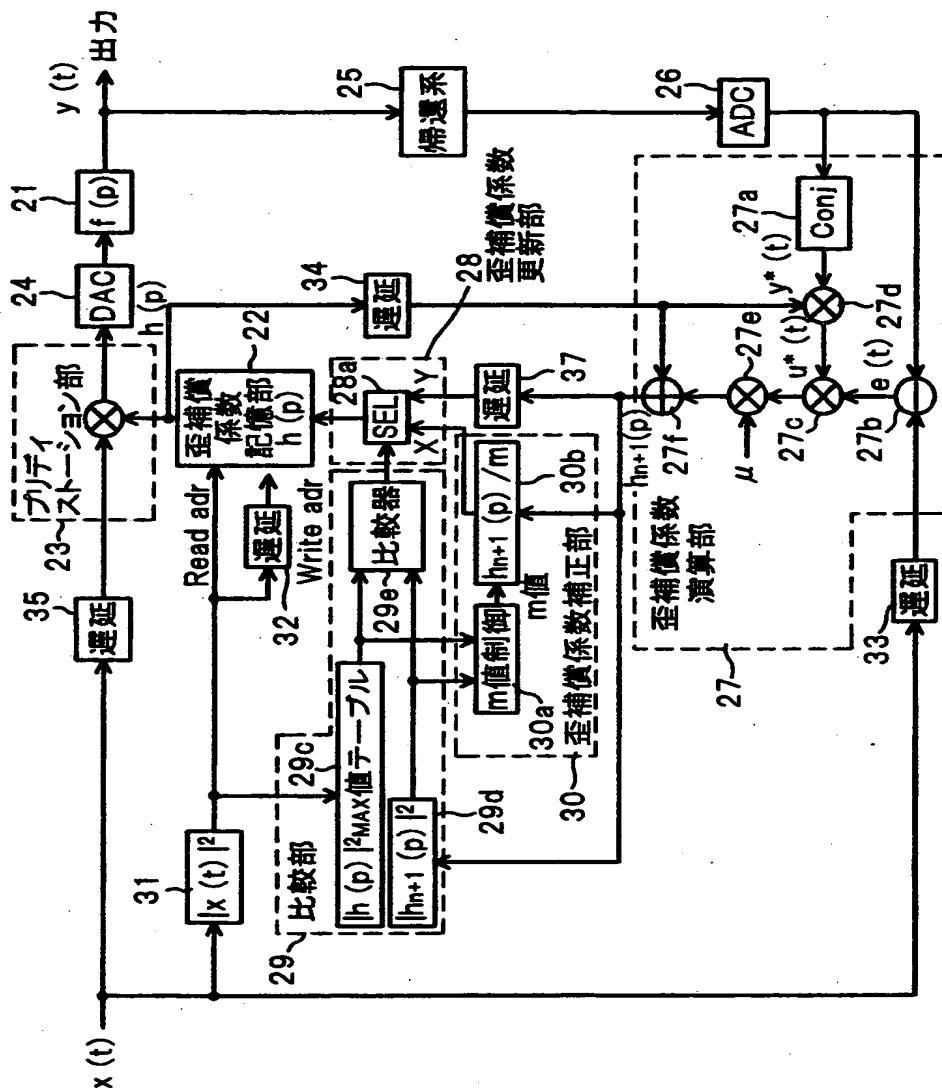 x (t)
35
遅延
プリディ
ストーション部
23
24
DAC
21
f (p)
y (t)
出力
h (p)
31
|x (t) |²
Read adr
歪補償
係数
記憶部
h (p)
22
遅延
32
Write adr
34
遅延
25
帰還系
28
歪補償係数
更新部
28a
SEL
X
Y
比較部
29
29c
|h (p) |²MAX値テーブル
|hn+1 (p) |²
29d
比較器
29e
m値制御
30a
m値
hn+1 (p) /m
30b
歪補償係数補正部
30
37
遅延
26
ADC
27a
Conj
y* (t)
27d
u* (t)
27e
μ
27c
e (t)
27b
27f
hn+1 (p)
歪補償係数
演算部
27
33
遅延